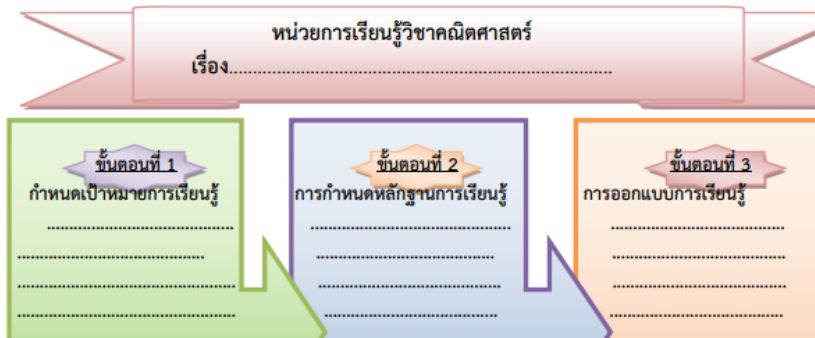 หน่วยการเรียนรู้วิชาคณิตศาสตร์
เรื่อง................................................................................
ขั้นตอนที่ 1
กำหนดเป้าหมายการเรียนรู้
........................................
........................................
...............................................
...............................................
ขั้นตอนที่ 2
การกำหนดหลักฐานการเรียนรู้
...........................................
......................................
.......................................
.....................................
ขั้นตอนที่ 3
การออกแบบการเรียนรู้
.....................................
.....................................
.....................................
.....................................